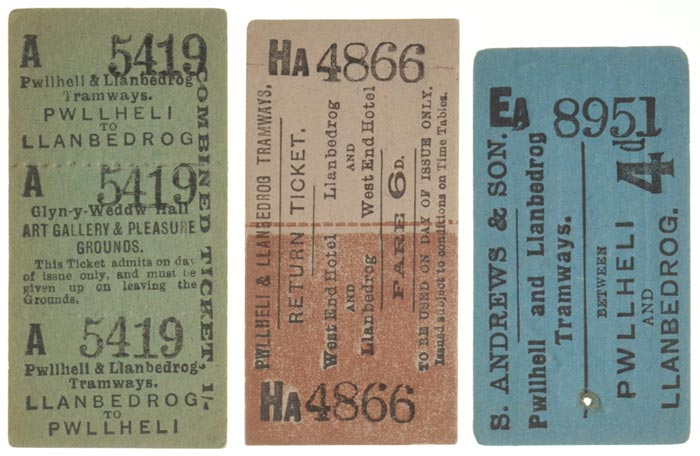 A 5419
Pwllheli & Llanbedrog
Tramways.
PWLLHELI
TO
LLANBEDROG
A 5419
Glyn-y-Weddw Hall
ART GALLERY & PLEASURE
GROUNDS.
This Ticket admits on day
of issue only, and must be
given up on leaving the
Grounds.
A 5419
Pwllheli & Llanbedrog
Tramways.
LLANBEDROG
TO
PWLLHELI
COMBINED TICKET, 1/-
HA 4866
PWLLHELI & LLANBEDROG TRAMWAYS.
RETURN TICKET.
West End Hotel Llanbedrog
AND AND
Llanbedrog West End Hotel
FARE 6D.
TO BE USED ON DAY OF ISSUE ONLY.
Issued subject to conditions on Time Tables.
HA 4866
EA 8951
S. ANDREWS & SON.
Pwllheli and Llanbedrog
Tramways.
BETWEEN
PWLLHELI
AND
LLANBEDROG.
4d